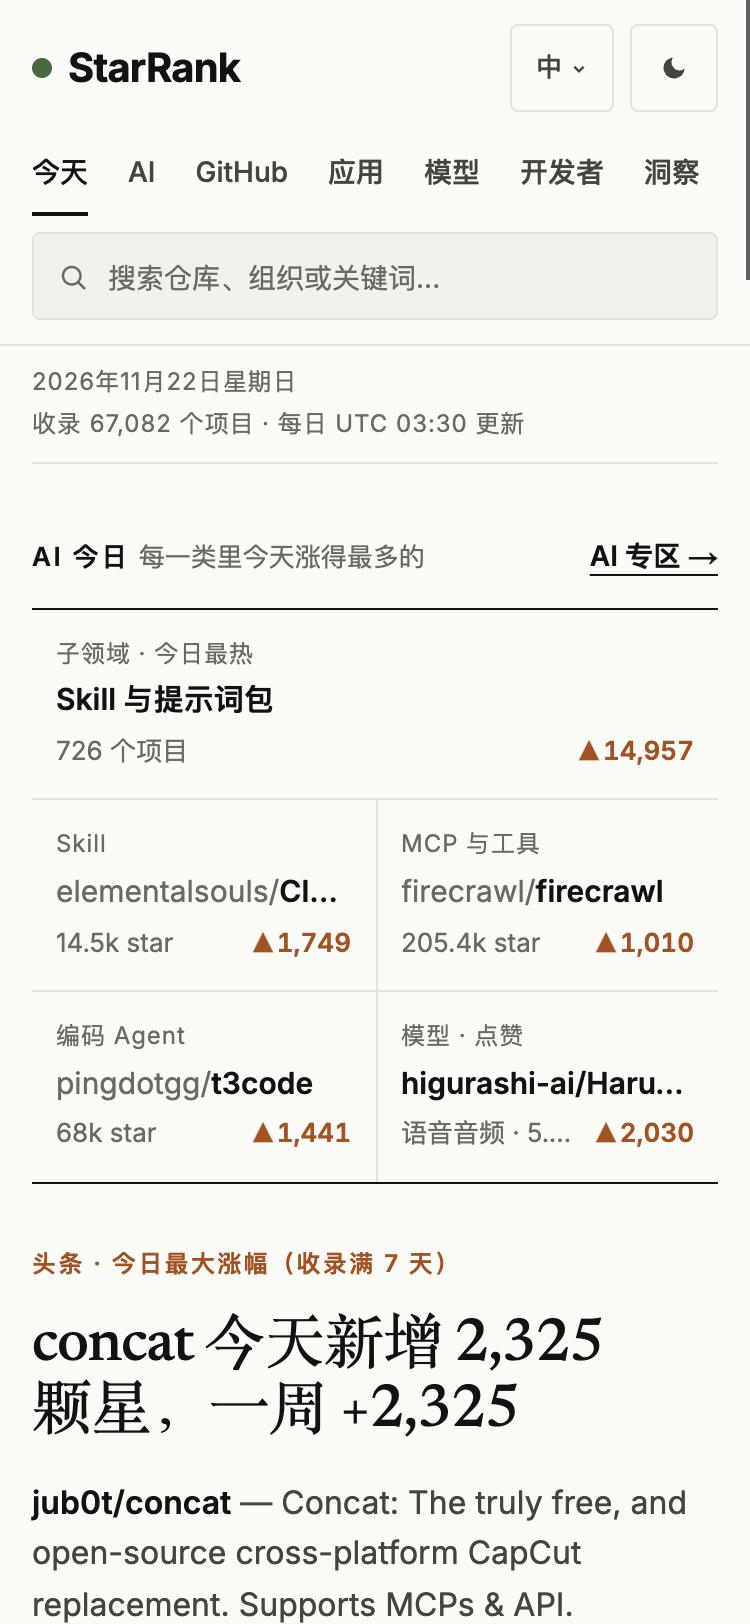 StarRank
中
今天 AI GitHub 应用 模型 开发者 洞察
搜索仓库、组织或关键词...
2026年11月22日星期日
收录 67,082 个项目 · 每日 UTC 03:30 更新
AI 今日 每一类里今天涨得最多的
AI 专区 →
子领域 · 今日最热
Skill 与提示词包
726 个项目 ▲14,957
Skill
elementalsouls/Cl...
14.5k star ▲1,749
MCP 与工具
firecrawl/firecrawl
205.4k star ▲1,010
编码 Agent
pingdotgg/t3code
68k star ▲1,441
模型 · 点赞
higurashi-ai/Haru...
语音音频 · 5.... ▲2,030
头条 · 今日最大涨幅（收录满 7 天）
concat 今天新增 2,325
颗星，一周 +2,325
jub0t/concat — Concat: The truly free, and
open-source cross-platform CapCut
replacement. Supports MCPs & API.